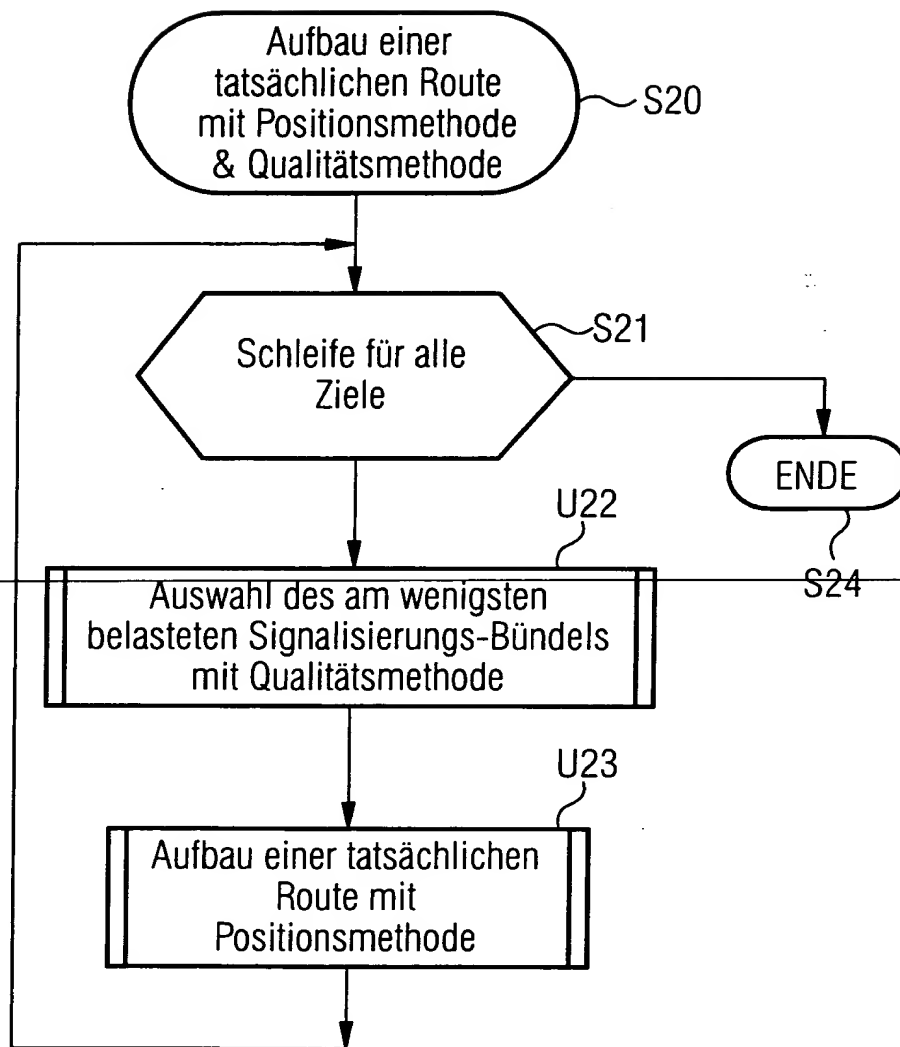 Aufbau einer
tatsächlichen Route
mit Positionsmethode
& Qualitätsmethode
S20
Schleife für alle
Ziele
S21
ENDE
S24
U22
Auswahl des am wenigsten
belasteten Signalisierungs-Bündels
mit Qualitätsmethode
U23
Aufbau einer tatsächlichen
Route mit
Positionsmethode